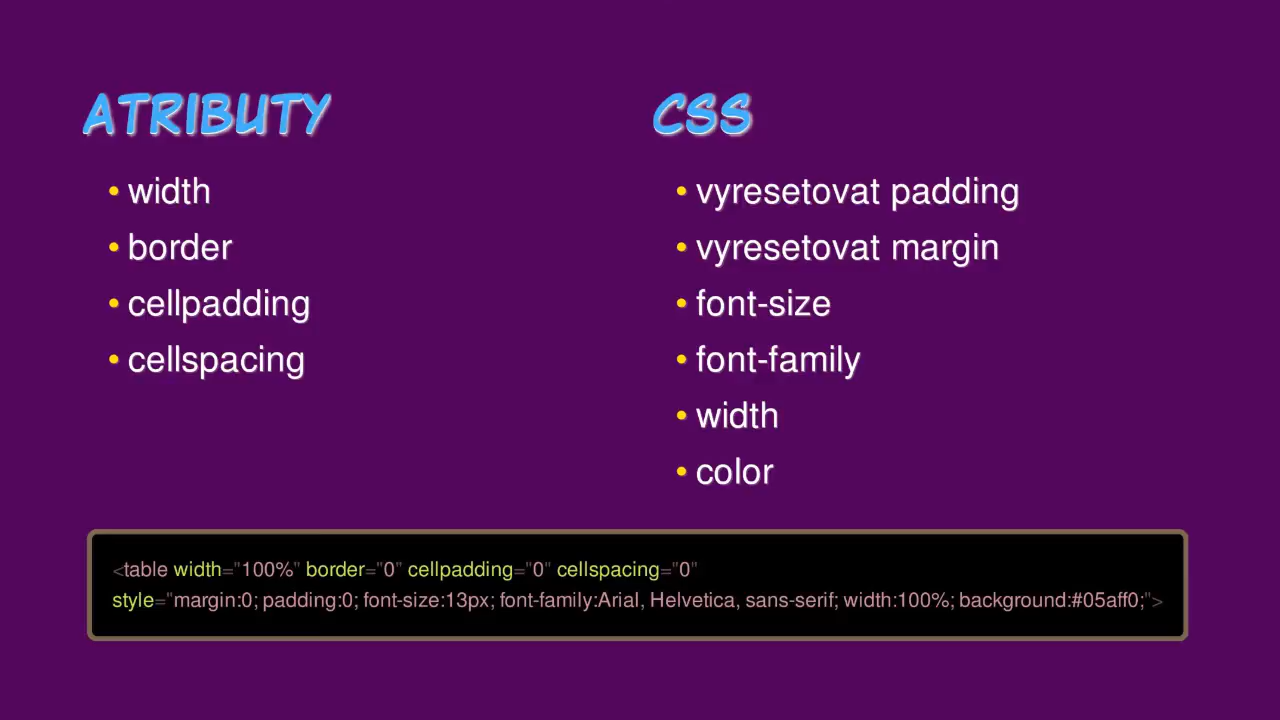 ATRIBUTY
• width
• border
• cellpadding
• cellspacing
CSS
• vyresetovat padding
• vyresetovat margin
• font-size
• font-family
• width
• color
<table width="100%" border="0" cellpadding="0" cellspacing="0"
style="margin:0; padding:0; font-size:13px; font-family:Arial, Helvetica, sans-serif; width:100%; background:#05aff0;">